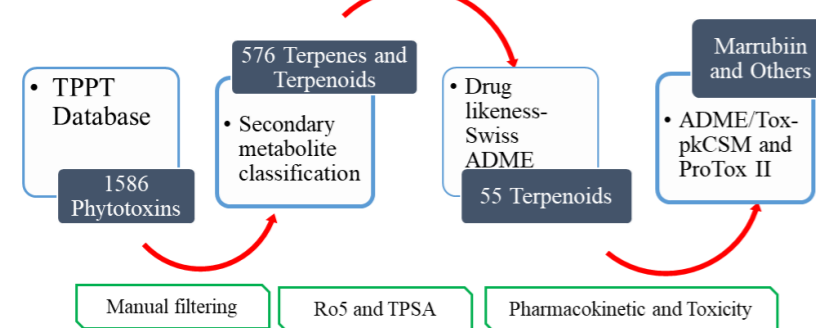 • TPPT
Database
1586
Phytotoxins
576 Terpenes and
Terpenoids
• Secondary
metabolite
classification
• Drug
likeness-
Swiss
ADME
55 Terpenoids
Marrubiin
and Others
• ADME/Tox-
pkCSM and
ProTox II
Manual filtering
Ro5 and TPSA
Pharmacokinetic and Toxicity